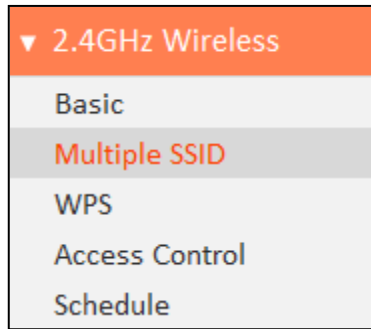 2.4GHz Wireless
Basic
Multiple SSID
WPS
Access Control
Schedule